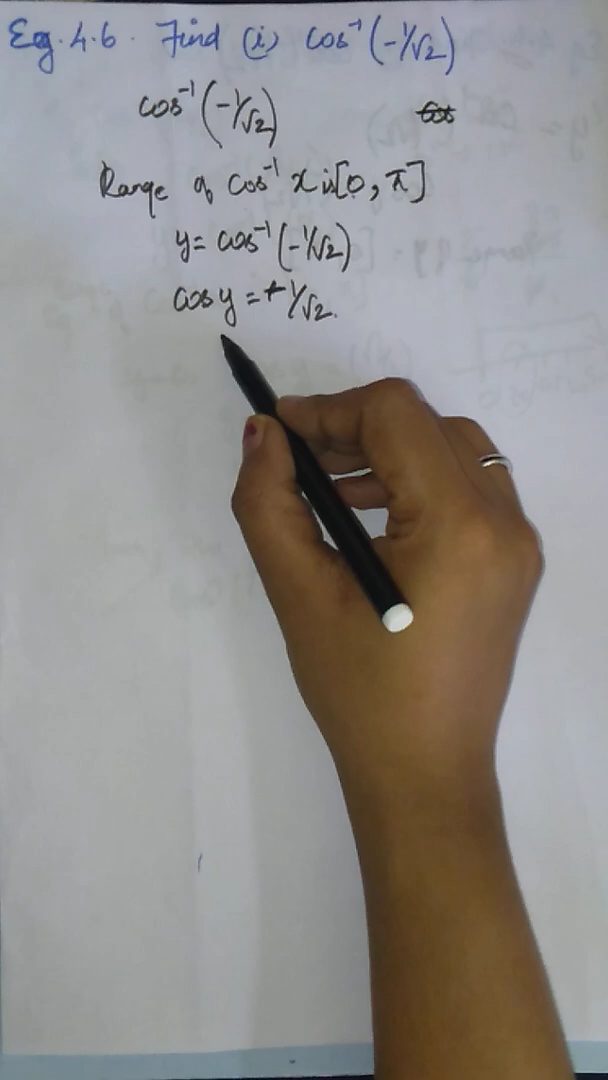 Eg. 4.6. Find (i) cos⁻¹(-1/√2)
cos⁻¹(-1/√2)
Range of cos⁻¹ x is [0, π]
y = cos⁻¹(-1/√2)
cos y = + 1/√2.